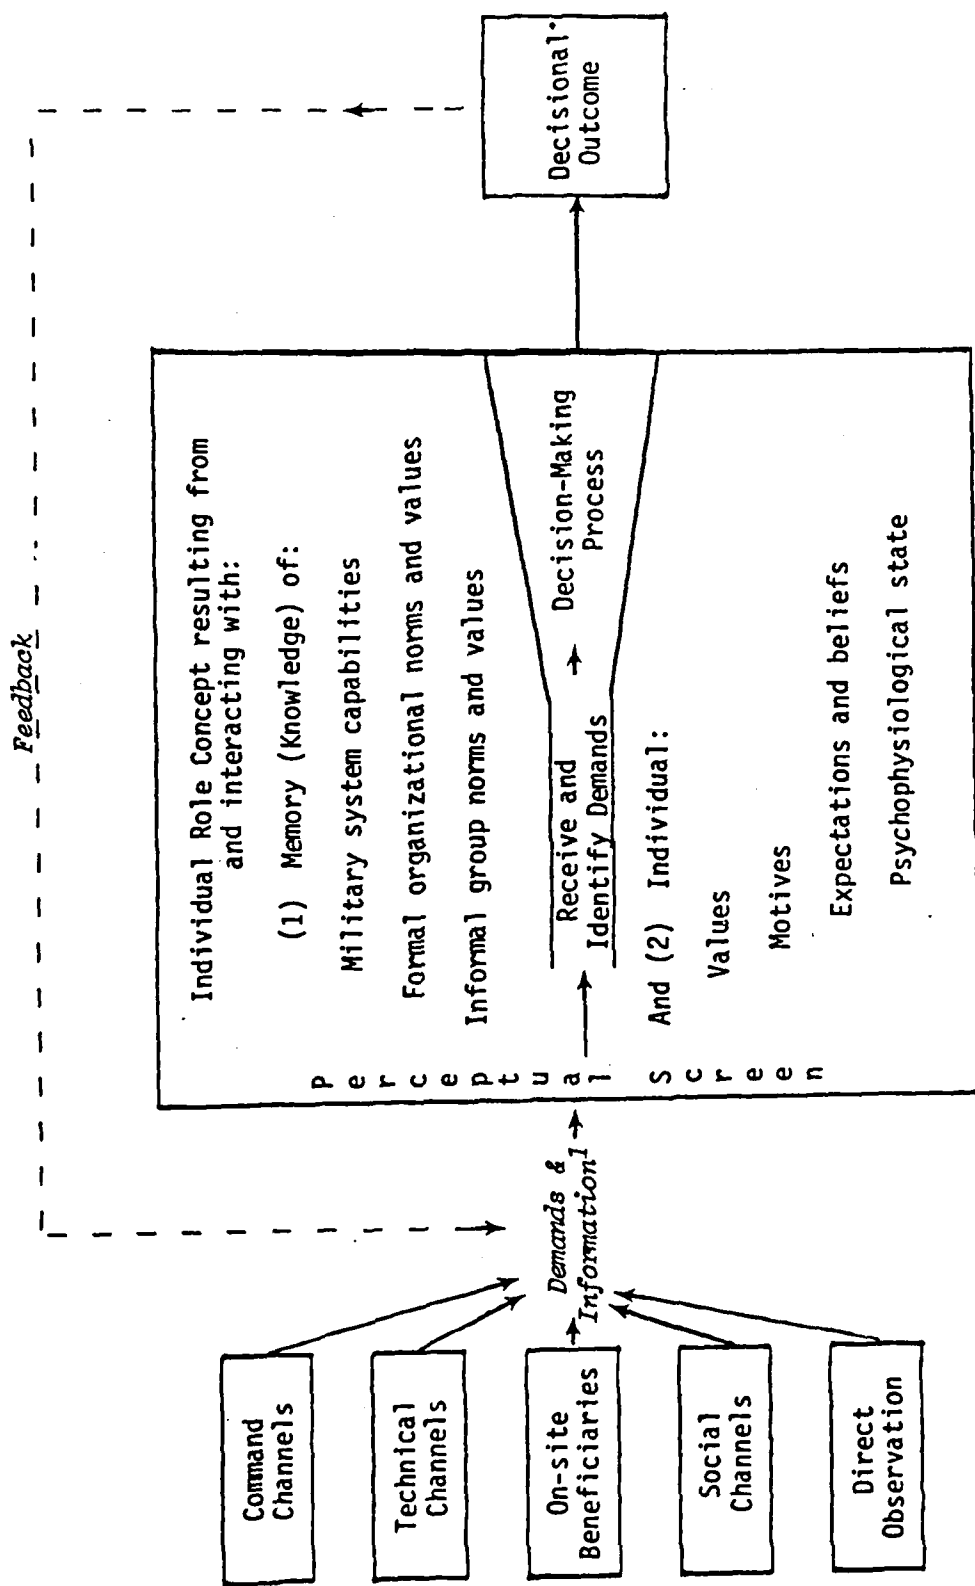 Feedback
Command
Channels
Technical
Channels
On-site
Beneficiaries
Social
Channels
Direct
Observation
Demands &
Information¹
Perceptual Screen
Individual Role Concept resulting from
and interacting with:
(1) Memory (Knowledge) of:
Military system capabilities
Formal organizational norms and values
Informal group norms and values
Receive and
Identify Demands
Decision-Making
Process
And (2) Individual:
Values
Motives
Expectations and beliefs
Psychophysiological state
Decisional
Outcome